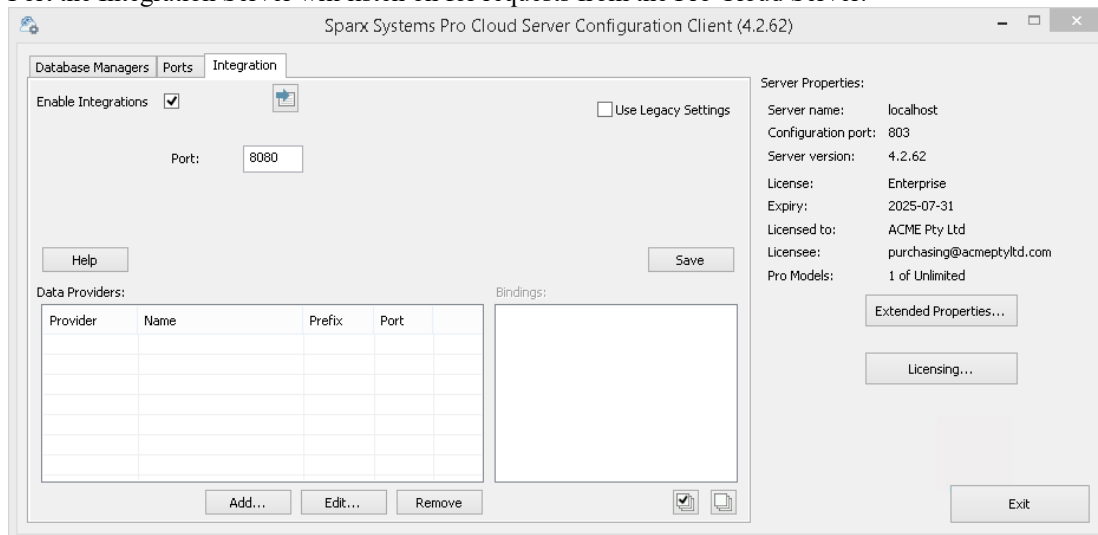 Port the Integration Server will listen on for requests from the Pro Cloud Server.
Sparx Systems Pro Cloud Server Configuration Client (4.2.62)
Database Managers Ports Integration
Enable Integrations
Use Legacy Settings
Port: 8080
Help Save
Data Providers: Bindings:
Provider Name Prefix Port
Add... Edit... Remove
Server Properties:
Server name: localhost
Configuration port: 803
Server version: 4.2.62
License: Enterprise
Expiry: 2025-07-31
Licensed to: ACME Pty Ltd
Licensee: purchasing@acmeptyltd.com
Pro Models: 1 of Unlimited
Extended Properties...
Licensing...
Exit